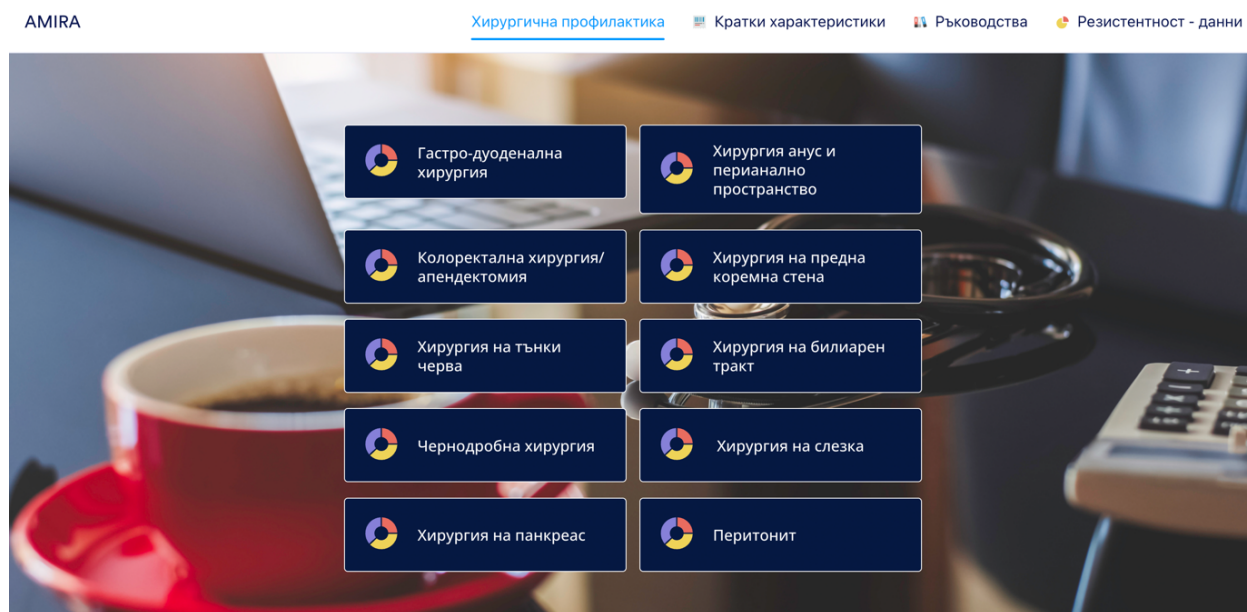 AMIRA
Хирургична профилактика
Кратки характеристики
Ръководства
Резистентност - данни
Гастро-дуоденална
хирургия
Хирургия анус и
перианално
пространство
Колоректална хирургия/
апендектомия
Хирургия на предна
коремна стена
Хирургия на тънки
черва
Хирургия на билиарен
тракт
Чернодробна хирургия
Хирургия на слезка
Хирургия на панкреас
Перитонит